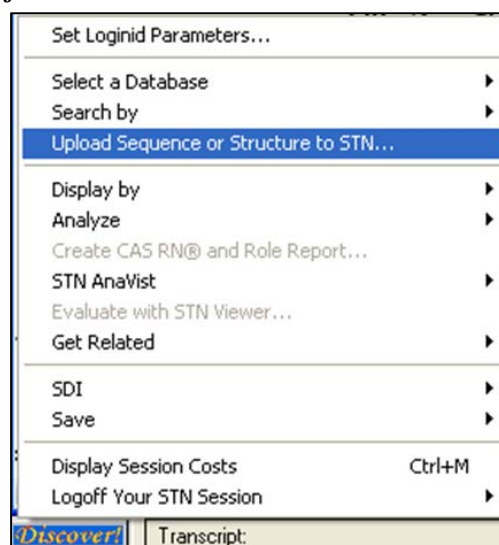 Set Loginid Parameters...
Select a Database
Search by
Upload Sequence or Structure to STN...
Display by
Analyze
Create CAS RN® and Role Report...
STN AnaVist
Evaluate with STN Viewer...
Get Related
SDI
Save
Display Session Costs Ctrl+M
Logoff Your STN Session
Discover! Transcript: